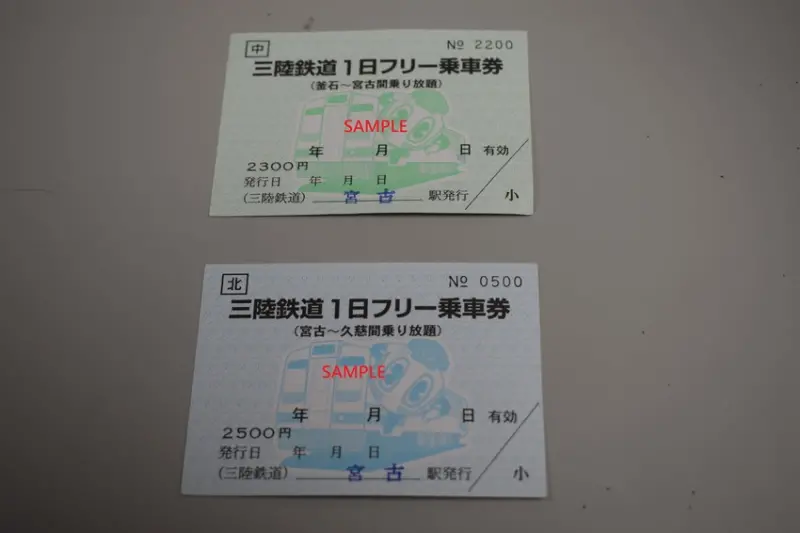 中 № 2200
三陸鉄道1日フリー乗車券
(釜石～宮古間乗り放題)
SAMPLE
年 月 日 有効
2300円
発行日 年 月 日
(三陸鉄道) 宮古 駅発行 小
北 № 0500
三陸鉄道1日フリー乗車券
(宮古～久慈間乗り放題)
SAMPLE
年 月 日 有効
2500円
発行日 年 月 日
(三陸鉄道) 宮古 駅発行 小